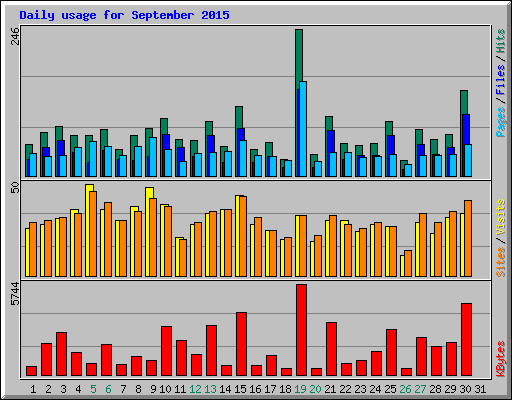 Daily usage for September 2015
246
Pages / Files / Hits
50
Sites / Visits
5744
KBytes
1 2 3 4 5 6 7 8 9 10 11 12 13 14 15 16 17 18 19 20 21 22 23 24 25 26 27 28 29 30 31